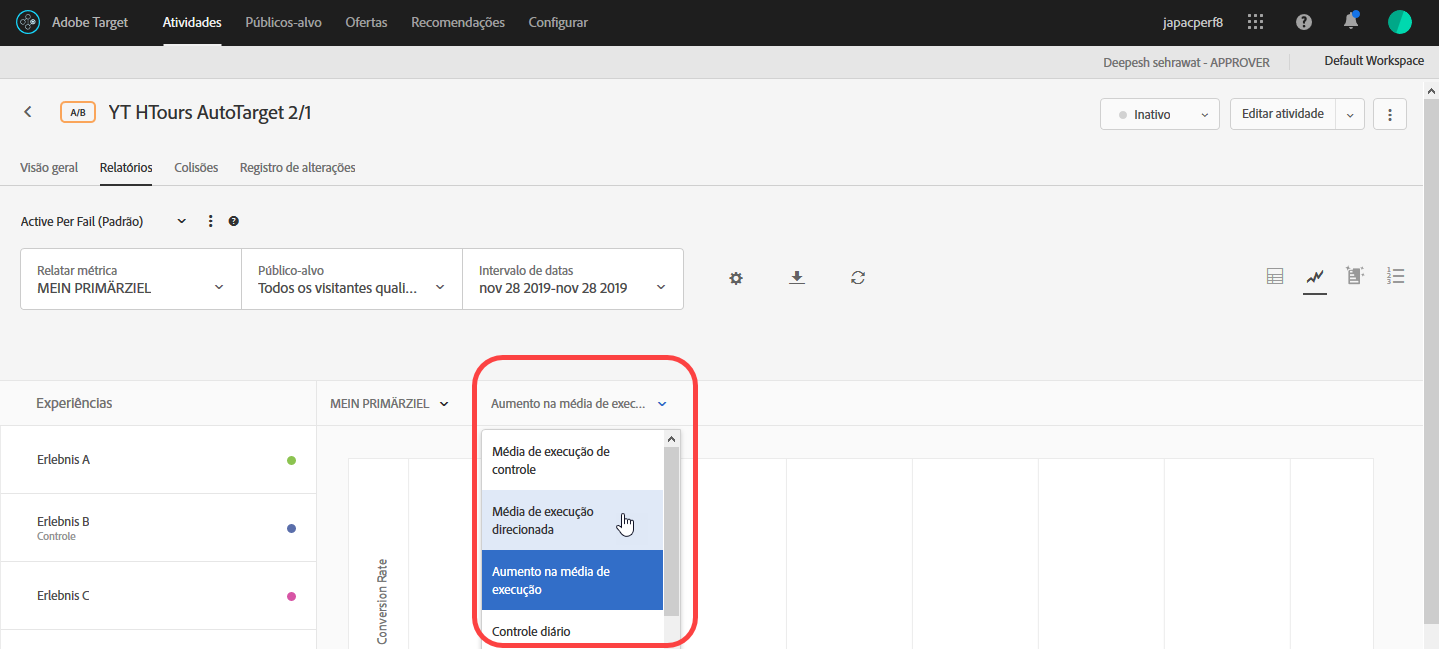 Adobe Target
Atividades
Públicos-alvo
Ofertas
Recomendações
Configurar
japacperf8
Deepesh sehrawat - APPROVER
Default Workspace
A/B
YT HTours AutoTarget 2/1
Inativo
Editar atividade
Visão geral
Relatórios
Colisões
Registro de alterações
Active Per Fail (Padrão)
Relatar métrica
MEIN PRIMÄRZIEL
Público-alvo
Todos os visitantes quali...
Intervalo de datas
nov 28 2019-nov 28 2019
Experiências
MEIN PRIMÄRZIEL
Aumento na média de exec...
Erlebnis A
Erlebnis B
Controle
Erlebnis C
Conversion Rate
Média de execução de
controle
Média de execução
direcionada
Aumento na média de
execução
Controle diário